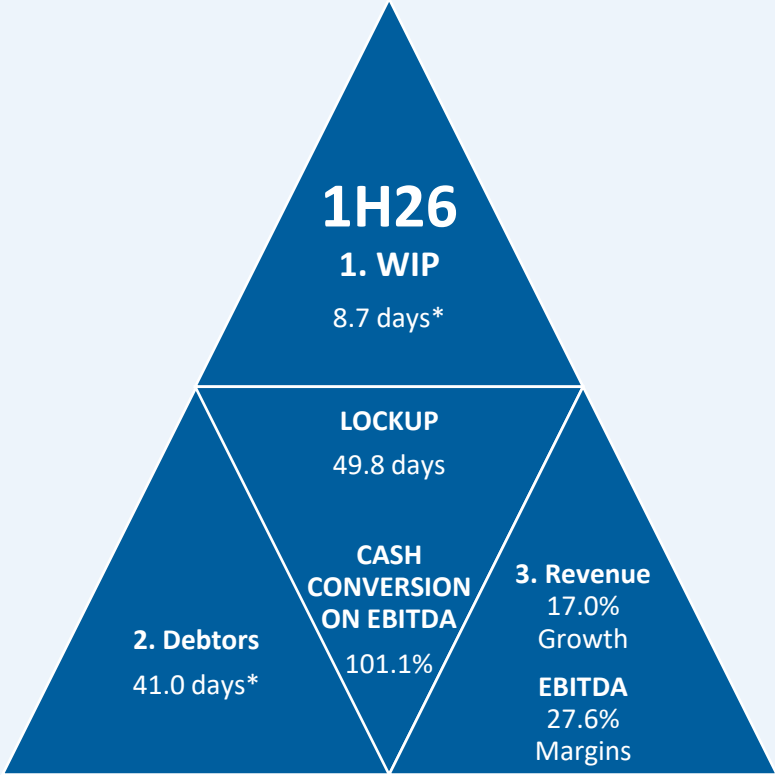 1H26
1. WIP
8.7 days*
LOCKUP
49.8 days
CASH
CONVERSION
ON EBITDA
101.1%
2. Debtors
41.0 days*
3. Revenue
17.0%
Growth
EBITDA
27.6%
Margins